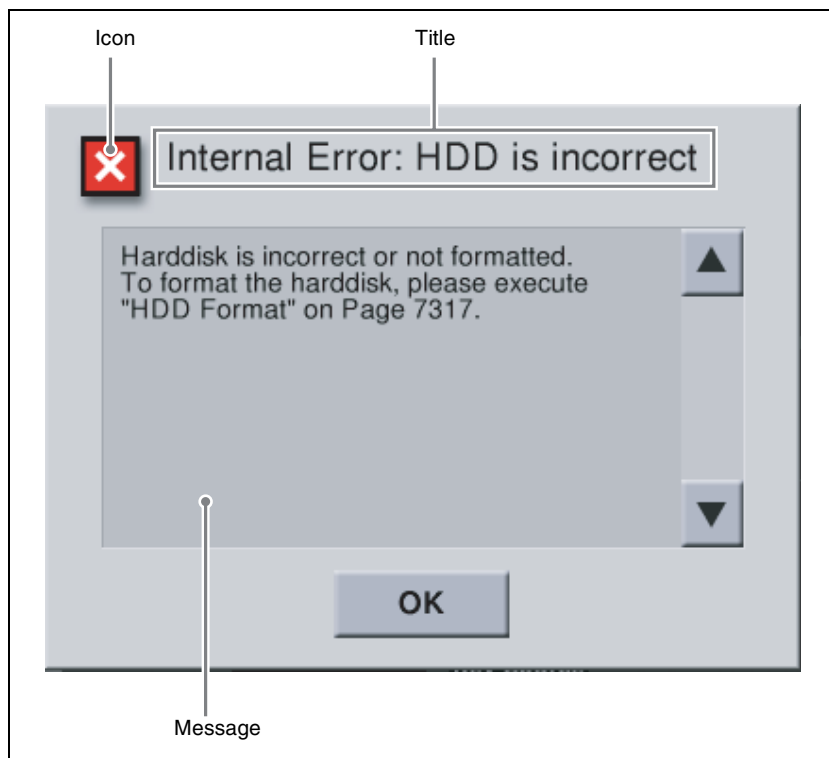 Icon
Title
Internal Error: HDD is incorrect
Harddisk is incorrect or not formatted.
To format the harddisk, please execute
"HDD Format" on Page 7317.
OK
Message